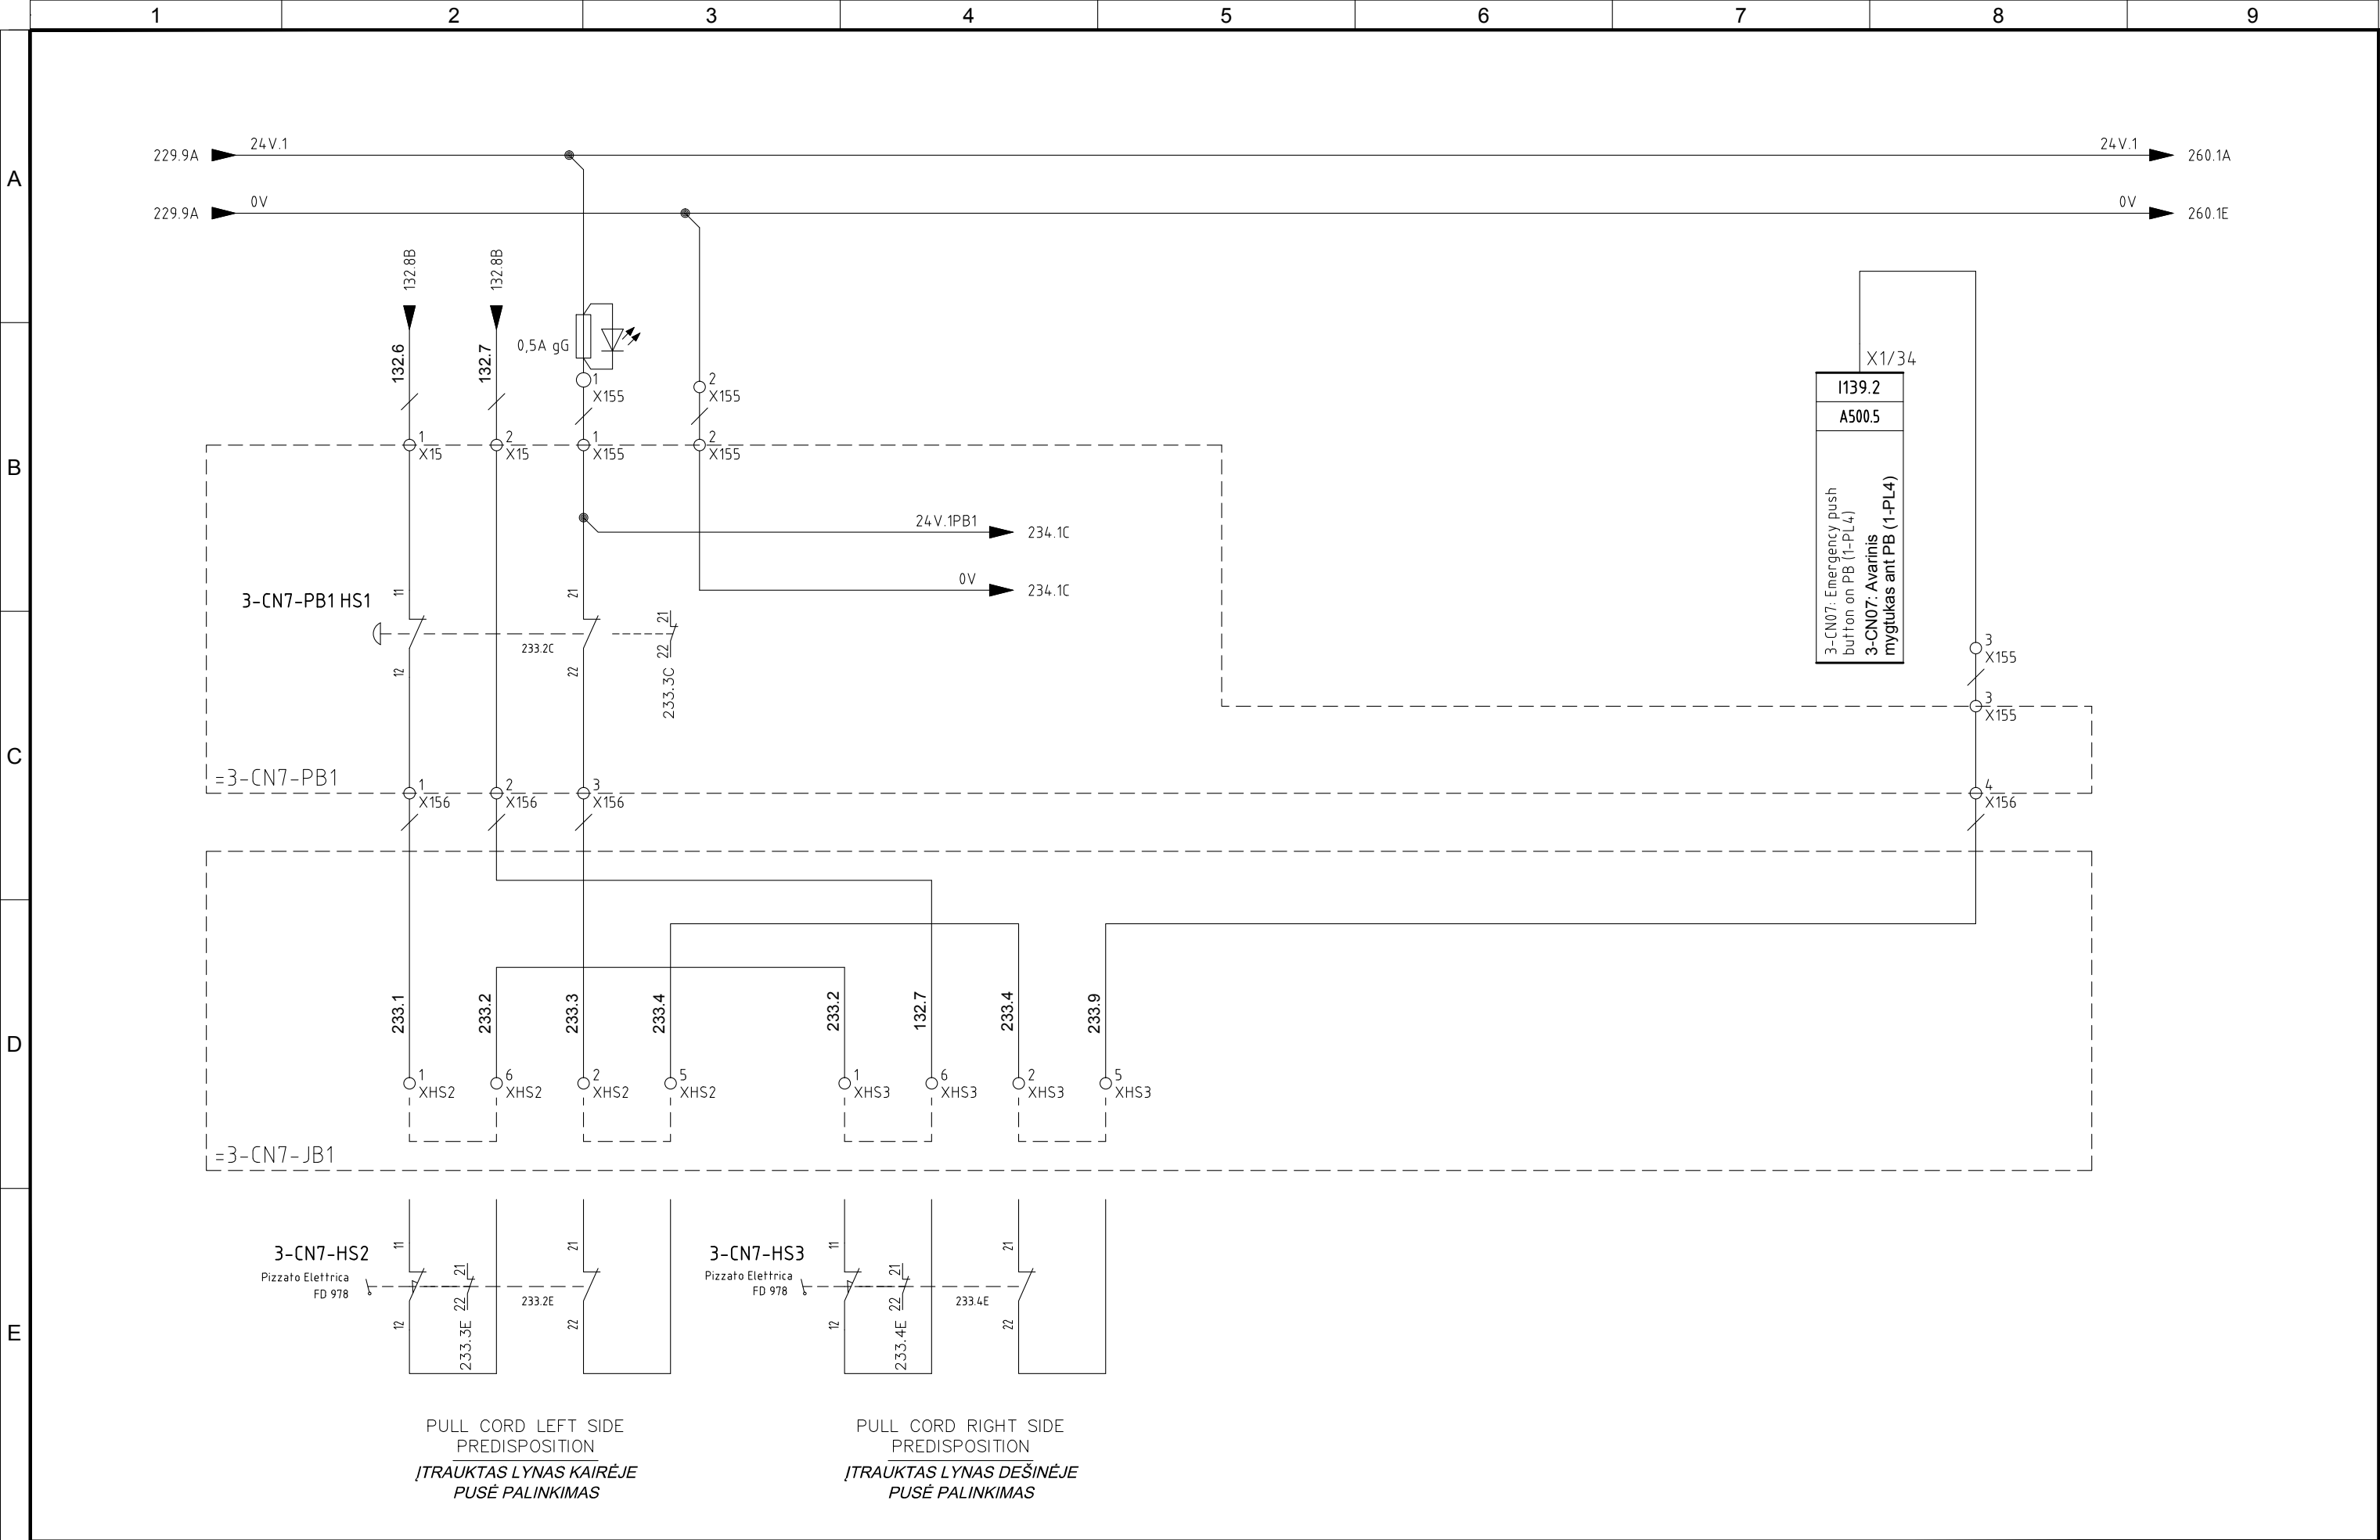 1 2 3 4 5 6 7 8 9
A
B
C
D
E
229.9A 24V.1 24V.1 260.1A
229.9A 0V 0V 260.1E
132.8B
132.8B
132.6
132.7
0,5A gG
1
X155
2
X155
X1/34
I139.2
A500.5
3-CN07: Emergency push
button on PB (1-PL4)
3-CN07: Avarinis
mygtukas ant PB (1-PL4)
1
X15
2
X15
1
X155
2
X155
24V.1PB1 234.1C
0V 234.1C
3-CN7-PB1 HS1
11
12
233.2C
21
22
21
22
233.3C
3
X155
3
X155
=3-CN7-PB1
1
X156
2
X156
3
X156
4
X156
233.1
233.2
233.3
233.4
233.2
132.7
233.4
233.9
1
XHS2
6
XHS2
2
XHS2
5
XHS2
1
XHS3
6
XHS3
2
XHS3
5
XHS3
=3-CN7-JB1
3-CN7-HS2
Pizzato Elettrica
FD 978
11
12
21
22
233.3E
233.2E
21
22
3-CN7-HS3
Pizzato Elettrica
FD 978
11
12
21
22
233.4E
233.4E
21
22
PULL CORD LEFT SIDE
PREDISPOSITION
ĮTRAUKTAS LYNAS KAIRĖJE
PUSĖ PALINKIMAS
PULL CORD RIGHT SIDE
PREDISPOSITION
ĮTRAUKTAS LYNAS DEŠINĖJE
PUSĖ PALINKIMAS